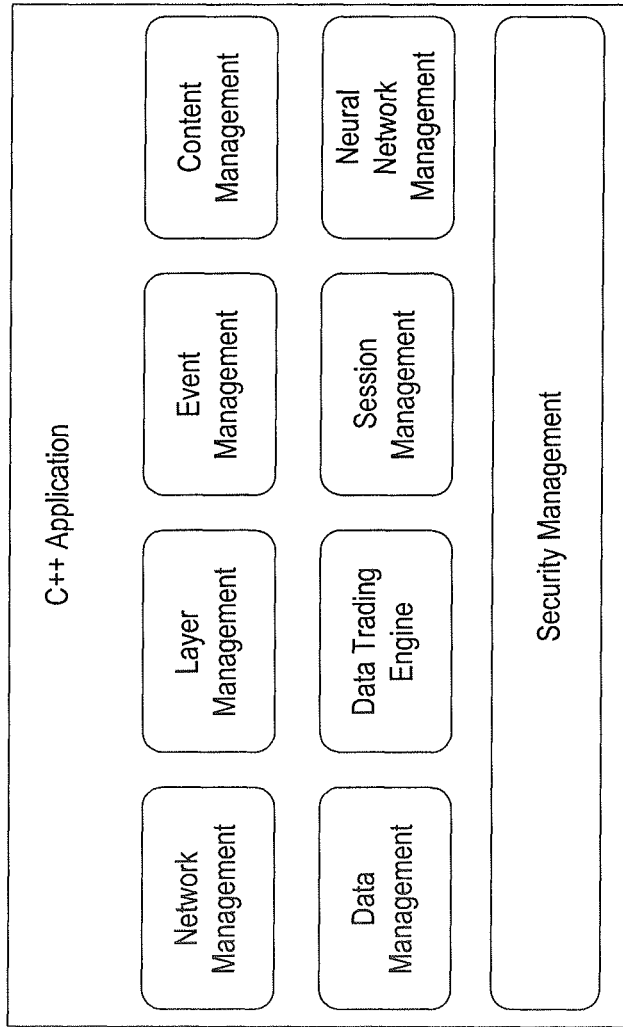 C++ Application
Network
Management
Layer
Management
Event
Management
Content
Management
Data
Management
Data Trading
Engine
Session
Management
Neural
Network
Management
Security Management